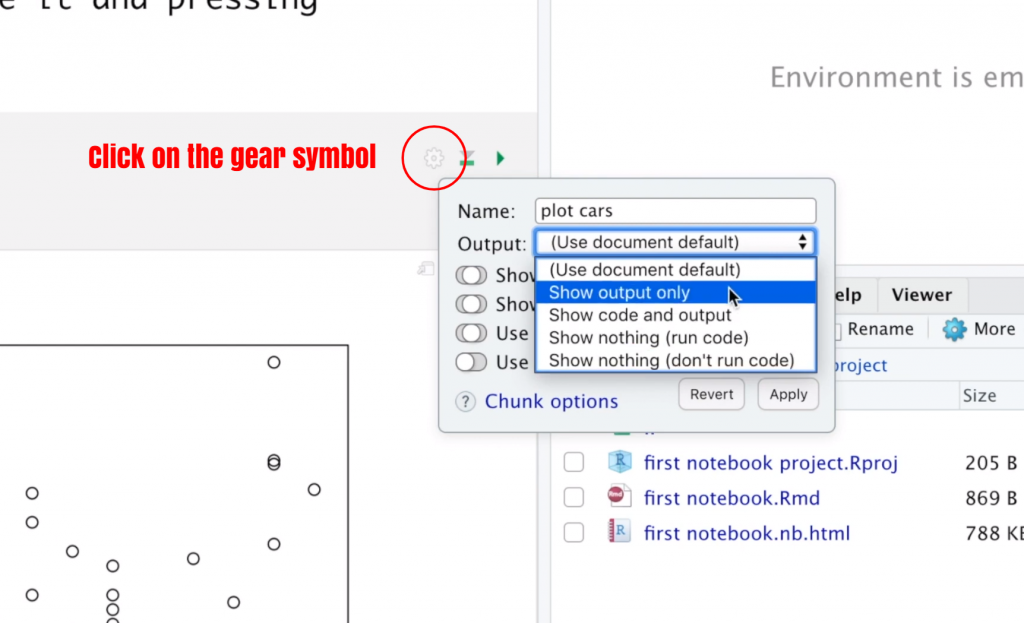 e it and pressing
Environment is em
Click on the gear symbol
Name: plot cars
Output: (Use document default)
(Use document default)
Show output only
Show code and output
Show nothing (run code)
Show nothing (don't run code)
Show
Show
Use
Use
? Chunk options
Revert
Apply
elp
Viewer
Rename
More
project
Size
first notebook project.Rproj
205 B
first notebook.Rmd
869 B
first notebook.nb.html
788 KB